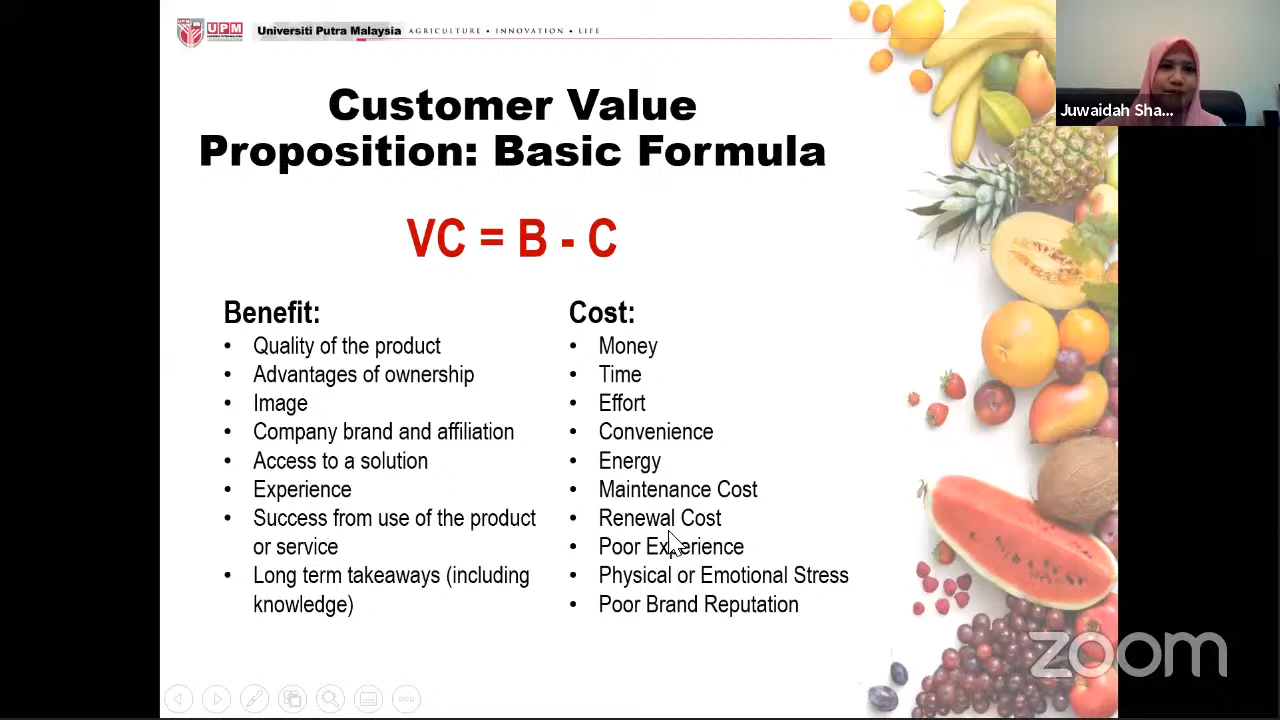 UPM
Universiti Putra Malaysia AGRICULTURE • INNOVATION • LIFE
Juwaidah Sha...
Customer Value
Proposition: Basic Formula
VC = B - C
Benefit:
• Quality of the product
• Advantages of ownership
• Image
• Company brand and affiliation
• Access to a solution
• Experience
• Success from use of the product
or service
• Long term takeaways (including
knowledge)
Cost:
• Money
• Time
• Effort
• Convenience
• Energy
• Maintenance Cost
• Renewal Cost
• Poor Experience
• Physical or Emotional Stress
• Poor Brand Reputation
zoom